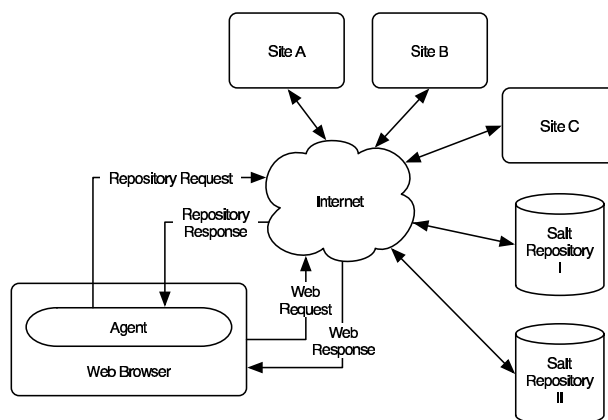 Site A
Site B
Site C
Repository Request
Internet
Repository
Response
Salt
Repository
I
Web
Request
Agent
Web
Response
Web Browser
Salt
Repository
II